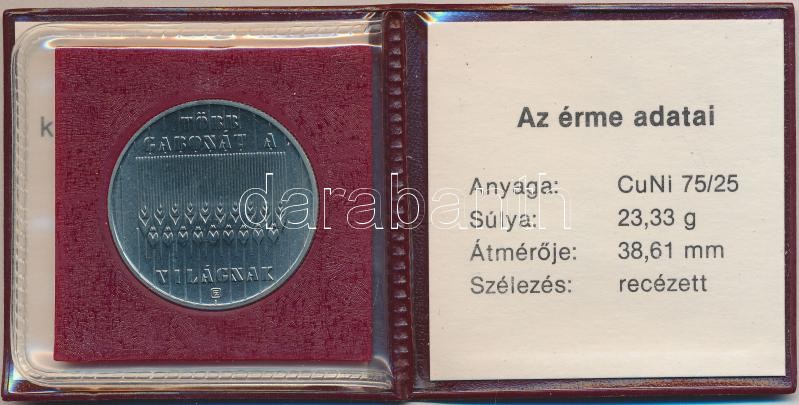 k
TÖBB
GABONÁT A
VILÁGNAK
darabanth
Az érme adatai
Anyaga: CuNi 75/25
Súlya: 23,33 g
Átmérője: 38,61 mm
Szélezés: recézett